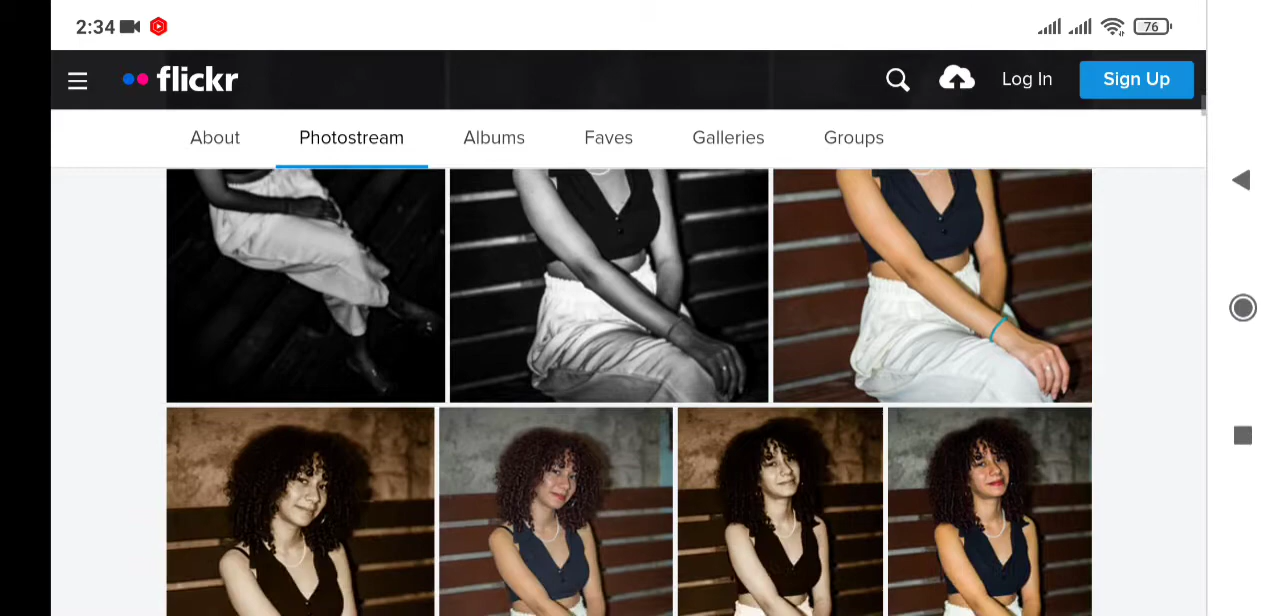 2:34
76
flickr
Log In
Sign Up
About
Photostream
Albums
Faves
Galleries
Groups